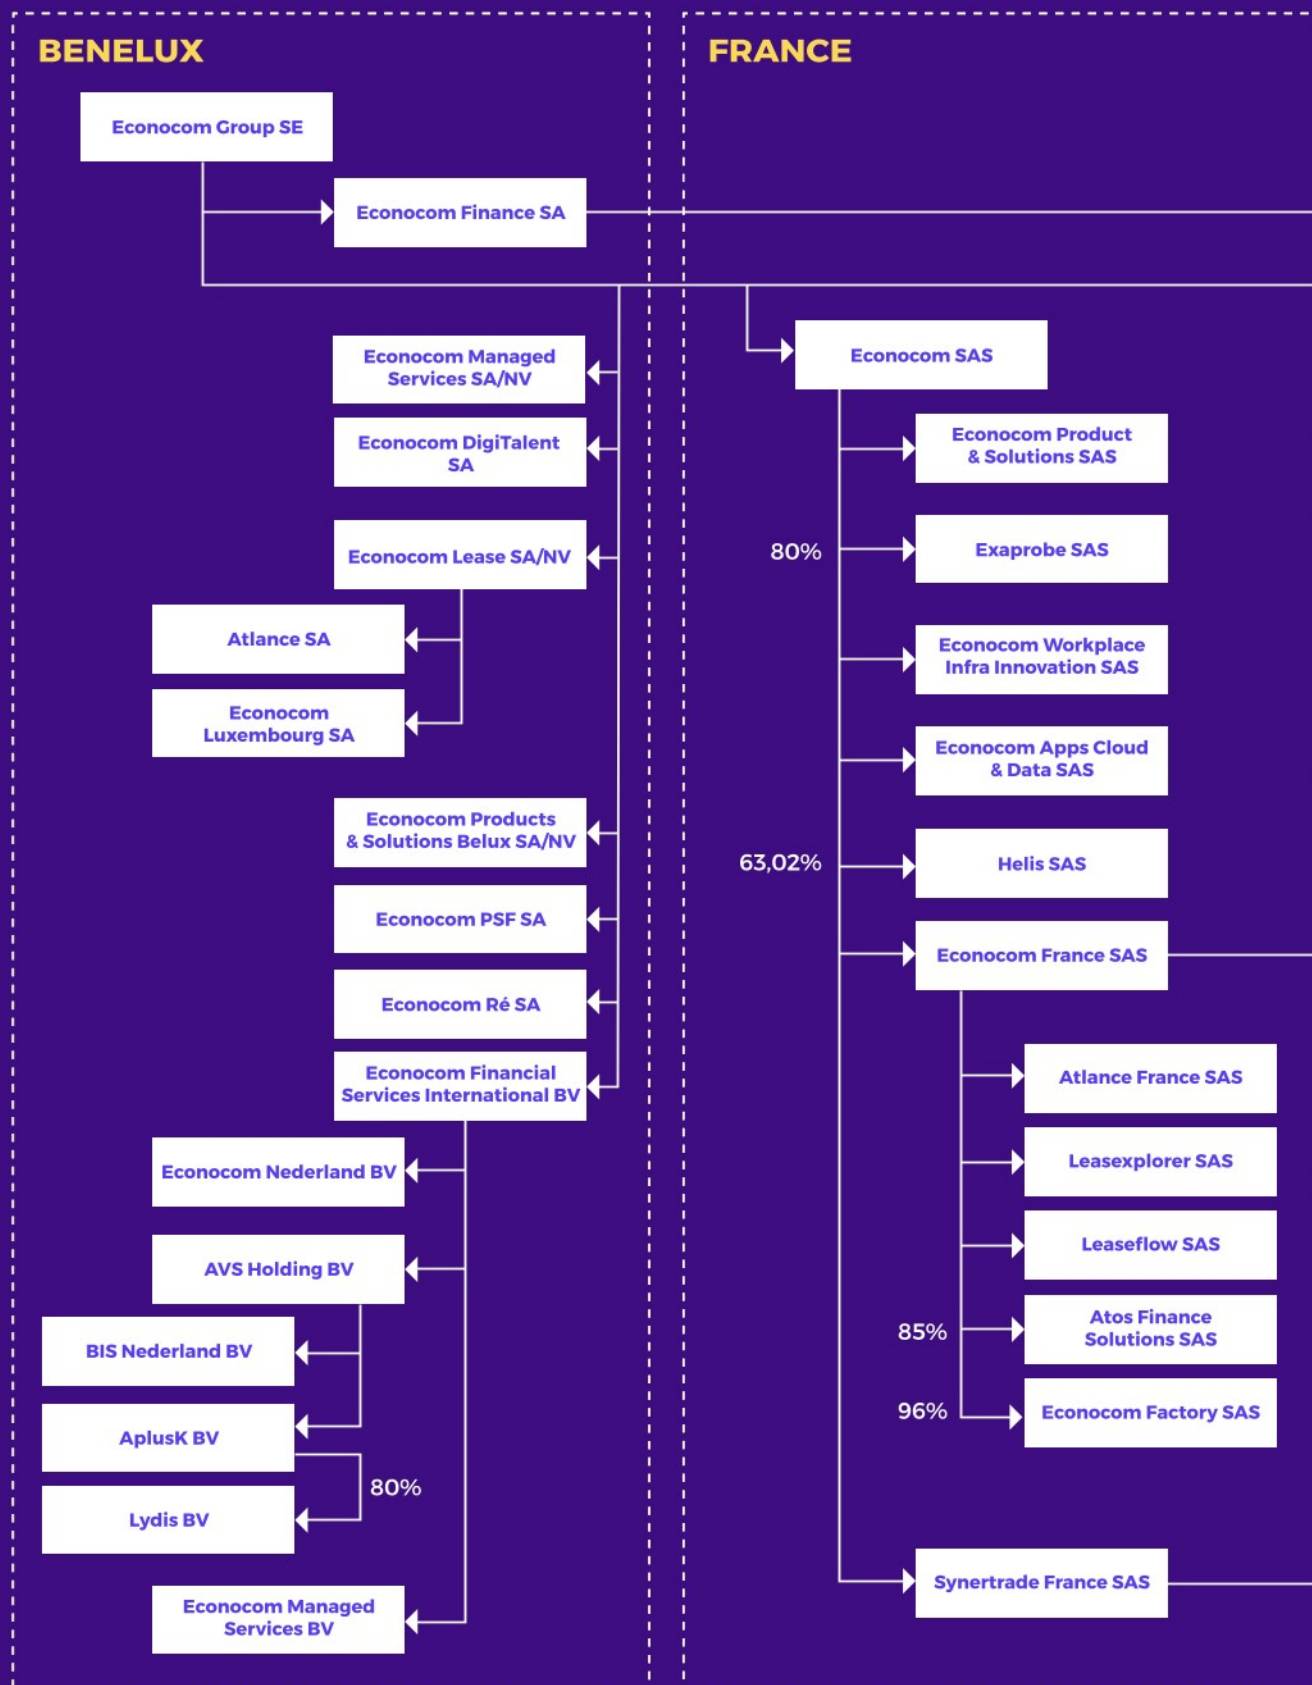 BENELUX
Econocom Group SE
Econocom Finance SA
Econocom Managed
Services SA/NV
Econocom DigiTalent
SA
Econocom Lease SA/NV
Atlance SA
Econocom
Luxembourg SA
Econocom Products
& Solutions Belux SA/NV
Econocom PSF SA
Econocom Ré SA
Econocom Financial
Services International BV
Econocom Nederland BV
AVS Holding BV
BIS Nederland BV
AplusK BV
80%
Lydis BV
Econocom Managed
Services BV
FRANCE
Econocom SAS
Econocom Product
& Solutions SAS
80%
Exaprobe SAS
Econocom Workplace
Infra Innovation SAS
Econocom Apps Cloud
& Data SAS
63,02%
Helis SAS
Econocom France SAS
Atlance France SAS
Leasexplorer SAS
Leaseflow SAS
85%
Atos Finance
Solutions SAS
96%
Econocom Factory SAS
Synertrade France SAS